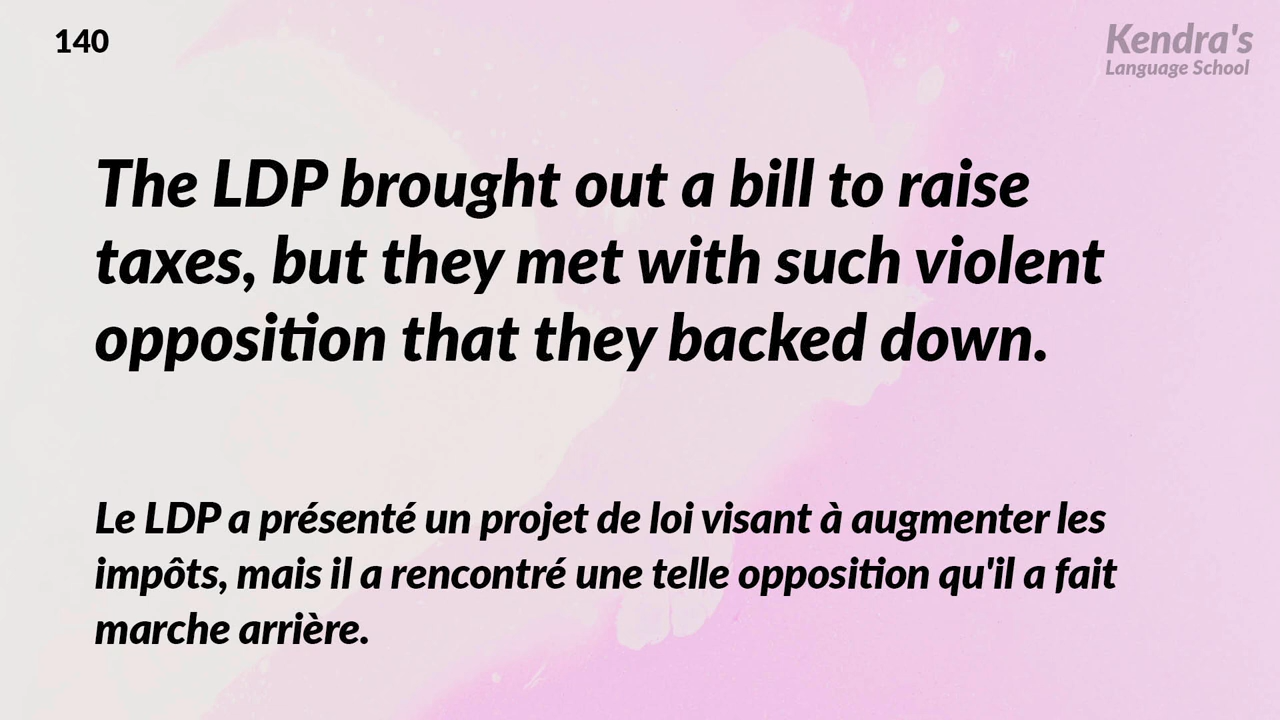 140
Kendra's
Language School
The LDP brought out a bill to raise
taxes, but they met with such violent
opposition that they backed down.
Le LDP a présenté un projet de loi visant à augmenter les
impôts, mais il a rencontré une telle opposition qu'il a fait
marche arrière.